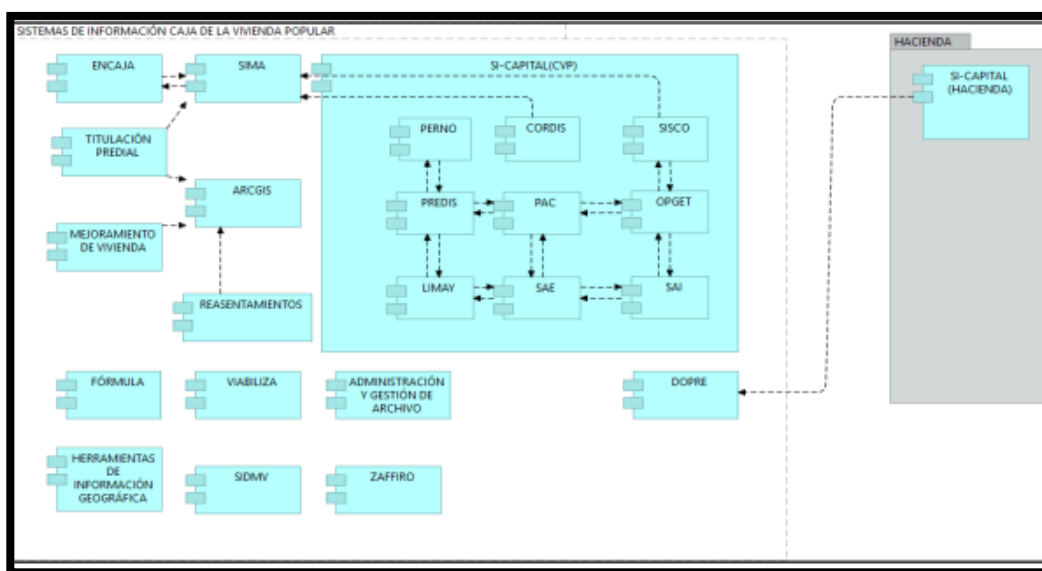 SISTEMAS DE INFORMACIÓN CAJA DE LA VIVIENDA POPULAR
HACIENDA
ENCAJA
SIMA
SI-CAPITAL(CVP)
SI-CAPITAL
(HACIENDA)
PERNO
CORDIS
SISCO
TITULACIÓN
PREDIAL
ARCGIS
PREDIS
PAC
OPGET
MEJORAMIENTO
DE VIVIENDA
LIMAY
SAE
SAI
REASENTAMIENTOS
FÓRMULA
VIABILIZA
ADMINISTRACIÓN
Y GESTIÓN DE
ARCHIVO
DOPRE
HERRAMIENTAS
DE
INFORMACIÓN
GEOGRÁFICA
SIDMV
ZAFFIRO